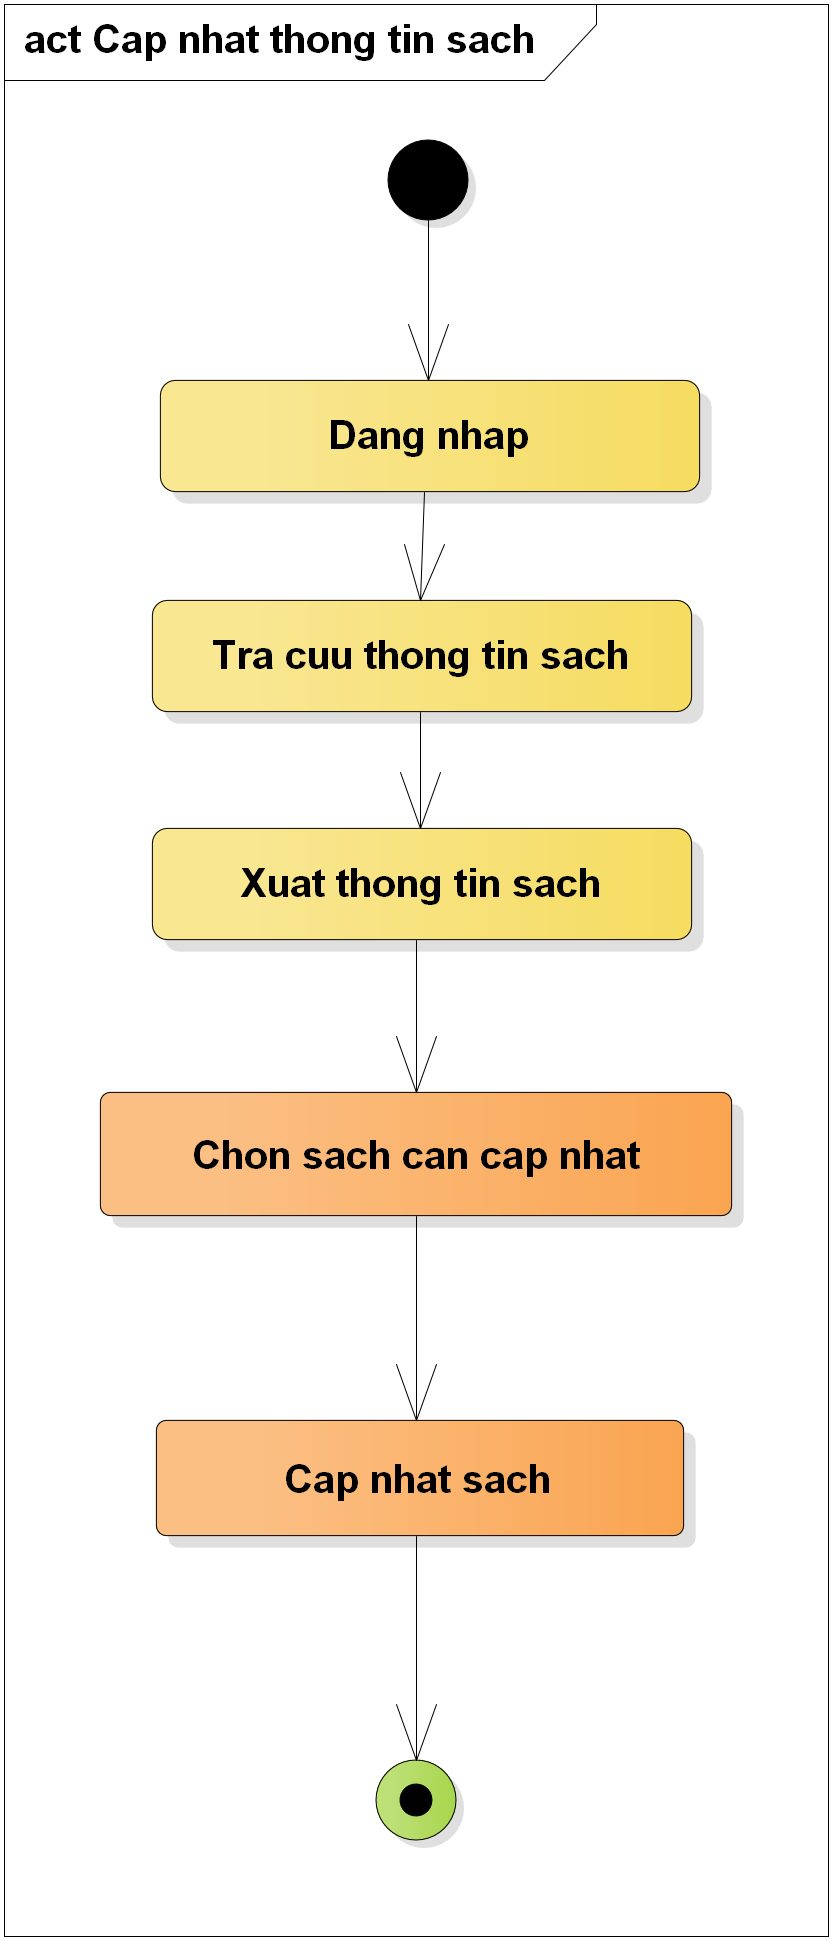 act Cap nhat thong tin sach
Dang nhap
Tra cuu thong tin sach
Xuat thong tin sach
Chon sach can cap nhat
Cap nhat sach